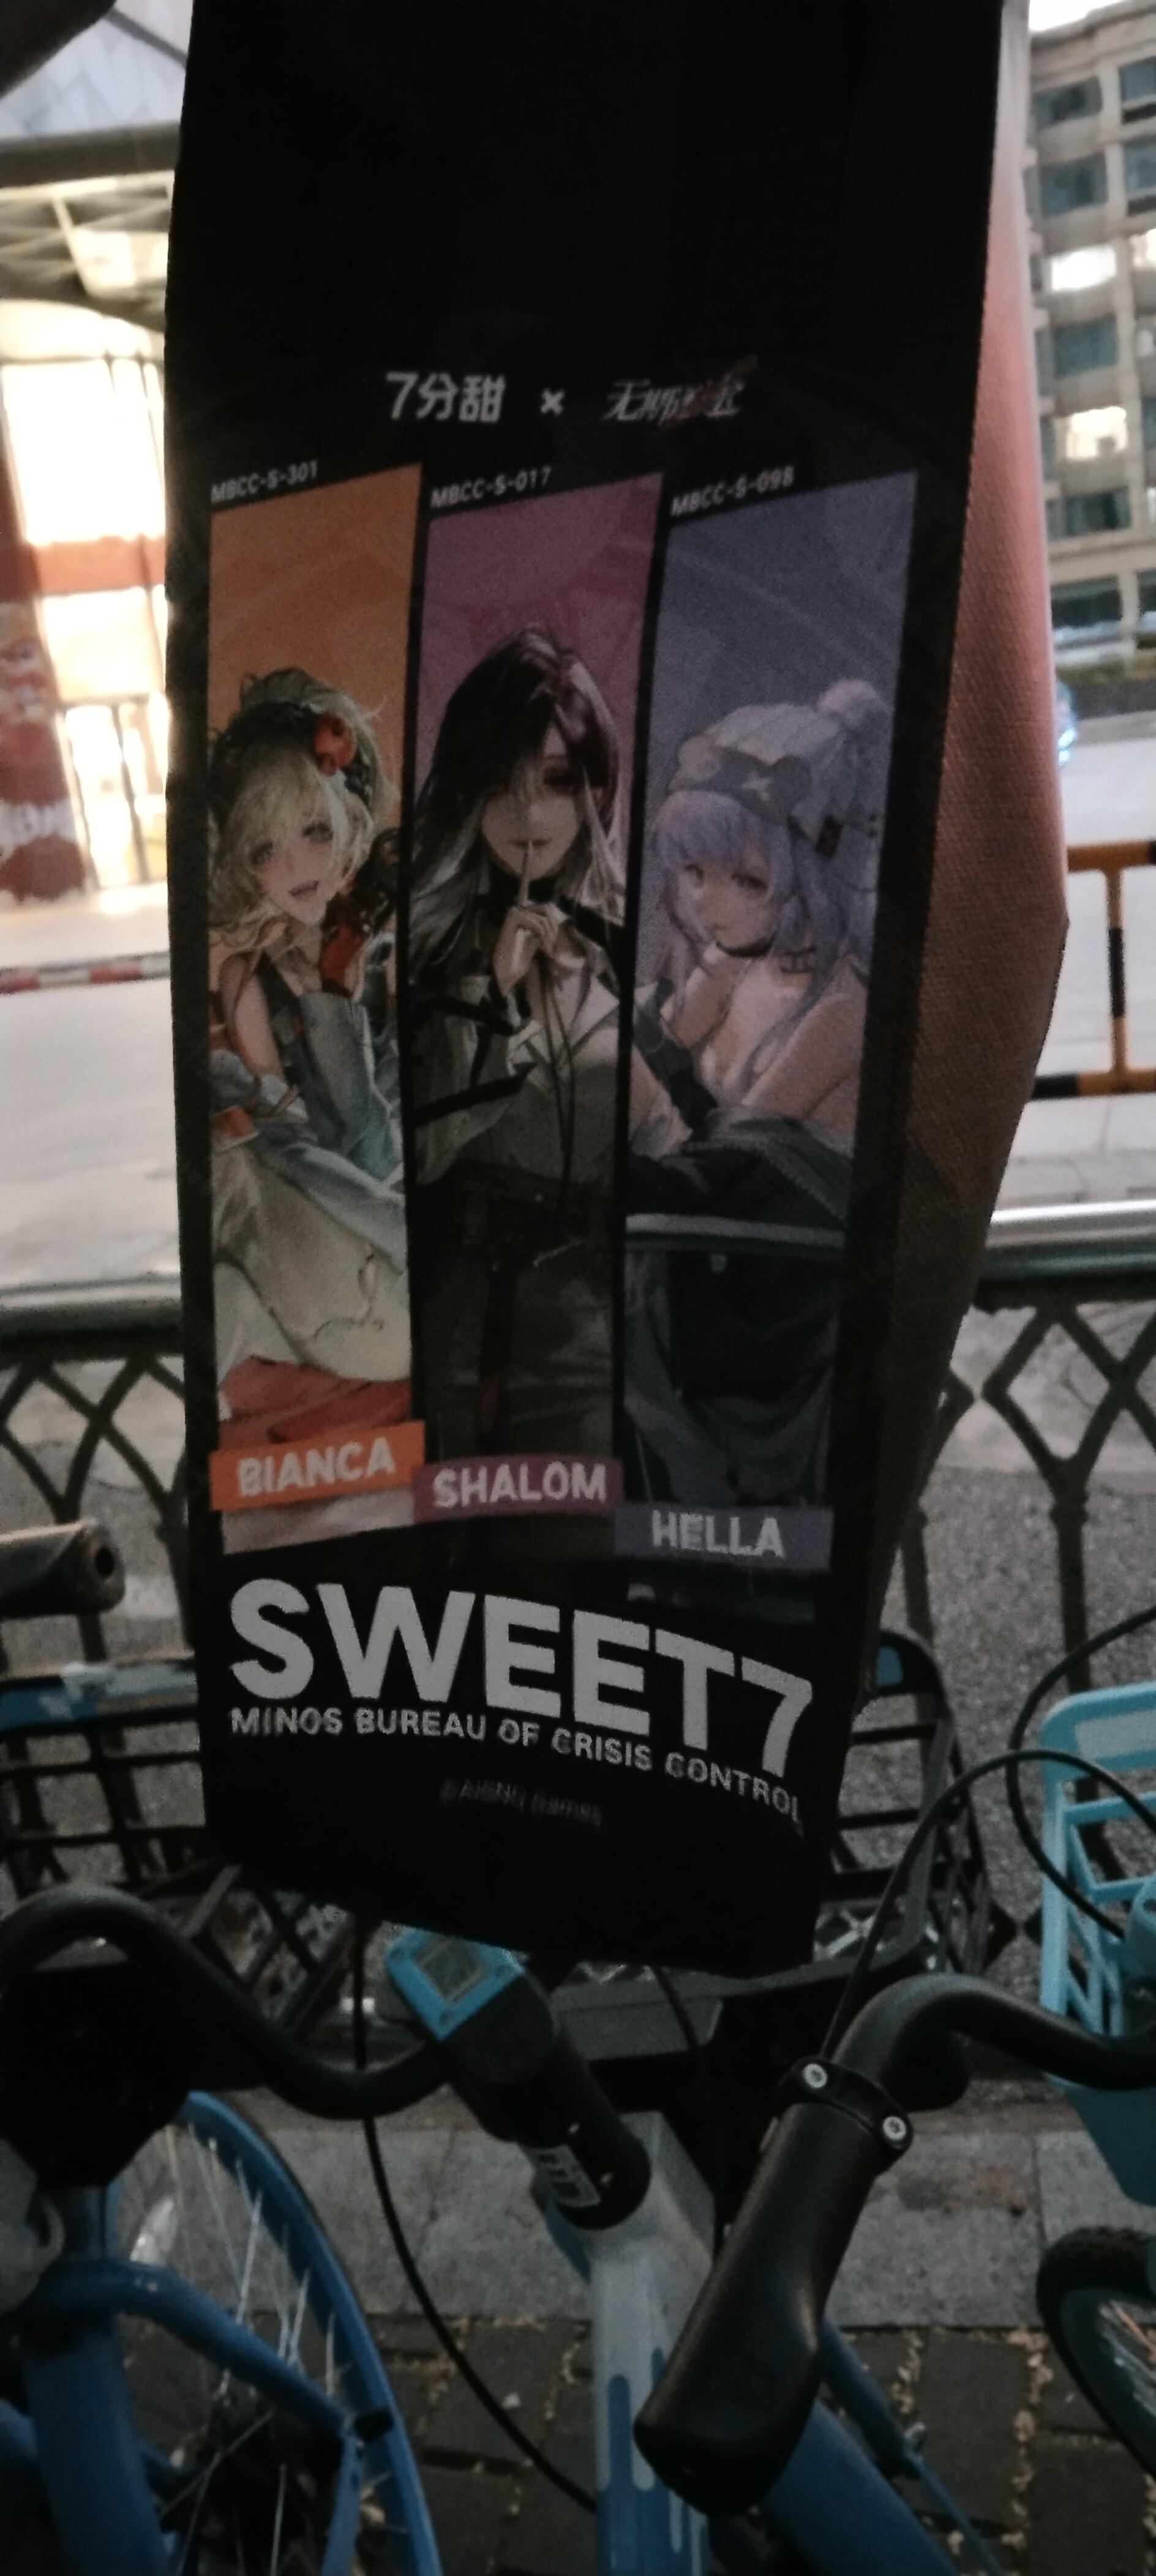 7分甜 × 无期迷途
MBCC-S-301
MBCC-S-017
MBCC-S-098
BIANCA
SHALOM
HELLA
SWEET7
MINOS BUREAU OF CRISIS CONTROL